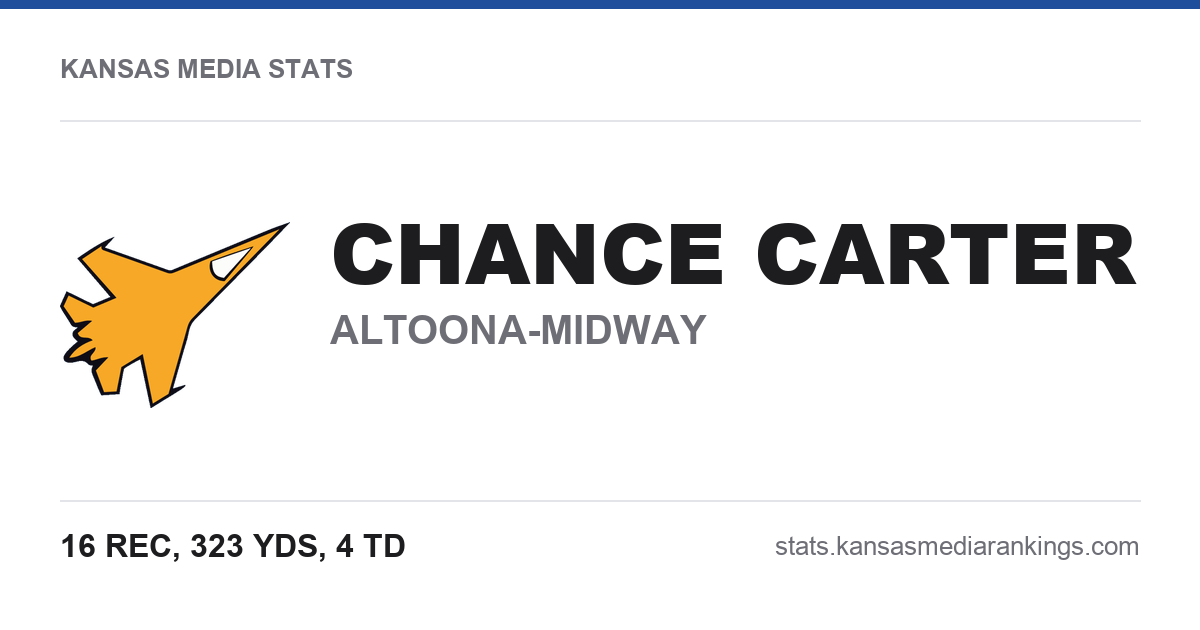 KANSAS MEDIA STATS
CHANCE CARTER
ALTOONA-MIDWAY
16 REC, 323 YDS, 4 TD
stats.kansasmediarankings.com